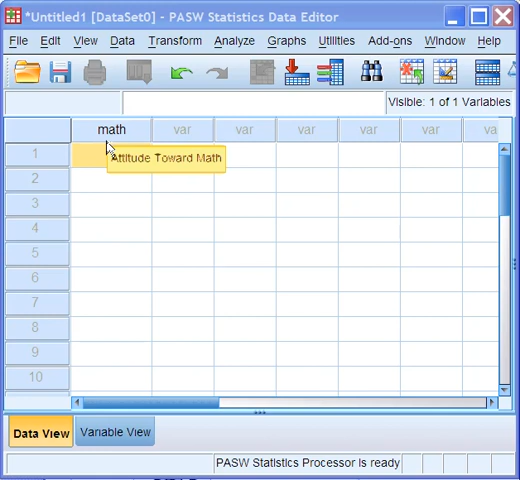 *Untitled1 [DataSet0] - PASW Statistics Data Editor
File Edit View Data Transform Analyze Graphs Utilities Add-ons Window Help
Visible: 1 of 1 Variables
math var var var var var va
1
Attitude Toward Math
2
3
4
5
6
7
8
9
10
Data View Variable View
PASW Statistics Processor is ready